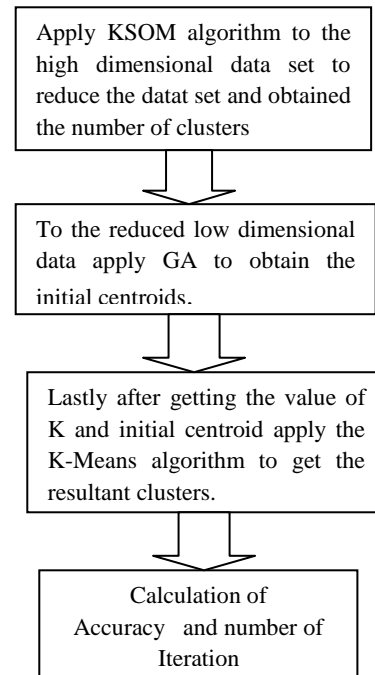 Apply KSOM algorithm to the
high dimensional data set to
reduce the datat set and obtained
the number of clusters
To the reduced low dimensional
data apply GA to obtain the
initial centroids.
Lastly after getting the value of
K and initial centroid apply the
K-Means algorithm to get the
resultant clusters.
Calculation of
Accuracy and number of
Iteration